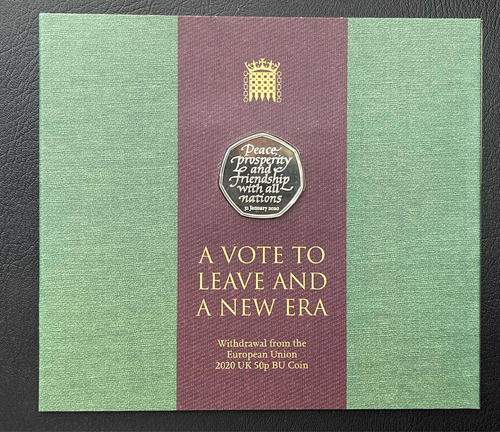 Peace,
prosperity
and
friendship
with all
nations
31 January 2020
A VOTE TO
LEAVE AND
A NEW ERA
Withdrawal from the
European Union
2020 UK 50p BU Coin